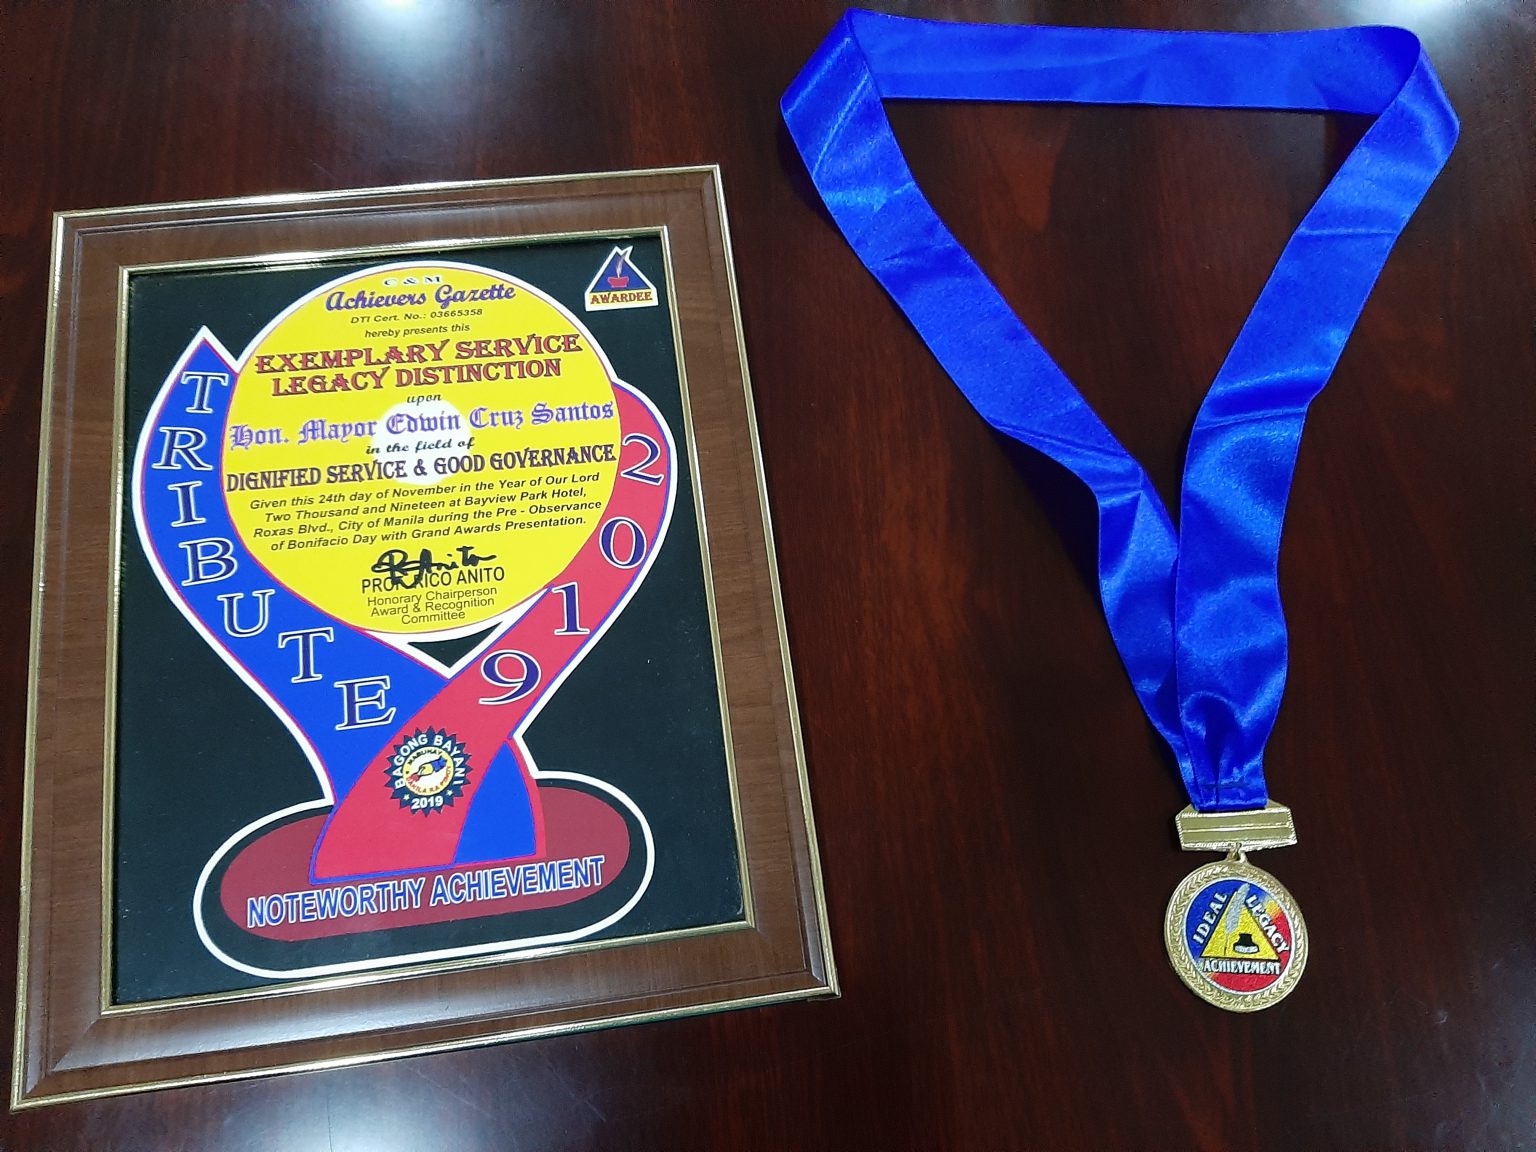 C & M
Achievers Gazette
DTI Cert. No.: 03665358
hereby presents this
EXEMPLARY SERVICE
LEGACY DISTINCTION
upon
Hon. Mayor Edwin Cruz Santos
in the field of
DIGNIFIED SERVICE & GOOD GOVERNANCE
Given this 24th day of November in the Year of Our Lord
Two Thousand and Nineteen at Bayview Park Hotel,
Roxas Blvd., City of Manila during the Pre - Observance
of Bonifacio Day with Grand Awards Presentation.
RICO ANITO
Honorary Chairperson
Award & Recognition
Committee
AWARDEE
TRIBUTE
2019
BAGONG BAYANI
MABUHAY
2019
NOTEWORTHY ACHIEVEMENT
IDEAL
LEGACY
ACHIEVEMENT